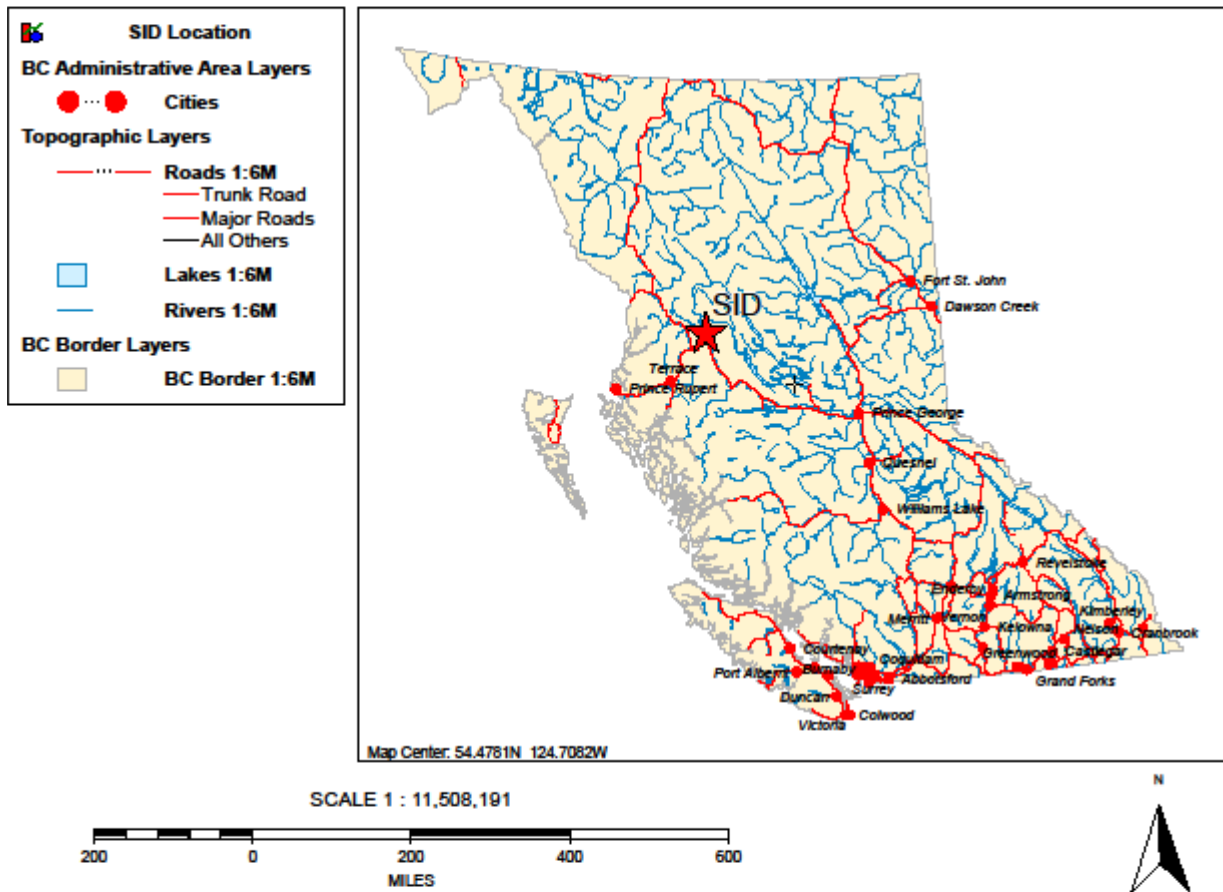 SID Location
BC Administrative Area Layers
Cities
Topographic Layers
Roads 1:6M
Trunk Road
Major Roads
All Others
Lakes 1:6M
Rivers 1:6M
BC Border Layers
BC Border 1:6M
Fort St. John
SID
Dawson Creek
Terrace
Prince Rupert
Prince George
Quesnel
Williams Lake
Revelstoke
Enderby
Armstrong
Kimberley
Merritt
Vernon
Kelowna
Nelson
Cranbrook
Courtenay
Greenwood
Castlegar
Coquitlam
Port Alberni
Burnaby
Abbotsford
Grand Forks
Surrey
Duncan
Victoria
Colwood
Map Center: 54.4781N 124.7082W
SCALE 1 : 11,508,191
200 0 200 400 600
MILES
N